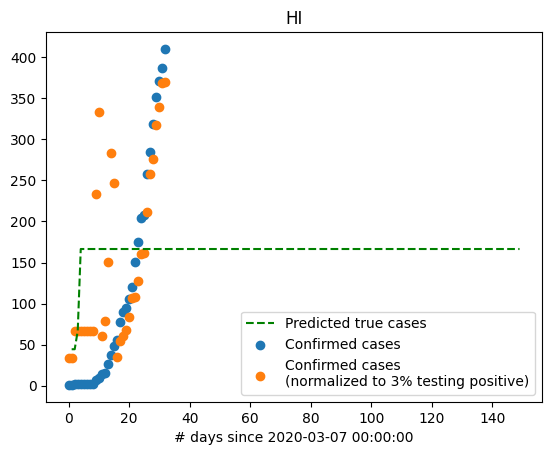 HI
400
350
300
250
200
150
100
50
0
Predicted true cases
Confirmed cases
Confirmed cases
(normalized to 3% testing positive)
0 20 40 60 80 100 120 140
# days since 2020-03-07 00:00:00